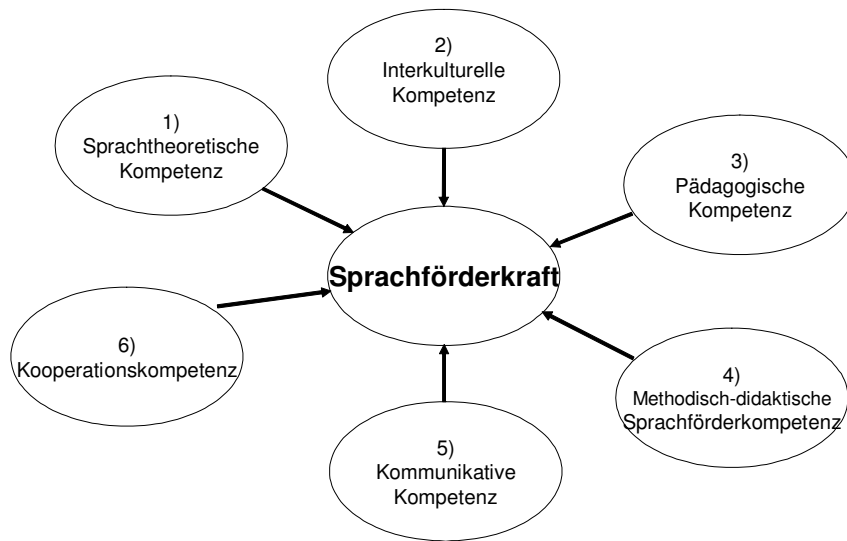 1)
Sprachtheoretische
Kompetenz
2)
Interkulturelle
Kompetenz
3)
Pädagogische
Kompetenz
Sprachförderkraft
4)
Methodisch-didaktische
Sprachförderkompetenz
5)
Kommunikative
Kompetenz
6)
Kooperationskompetenz